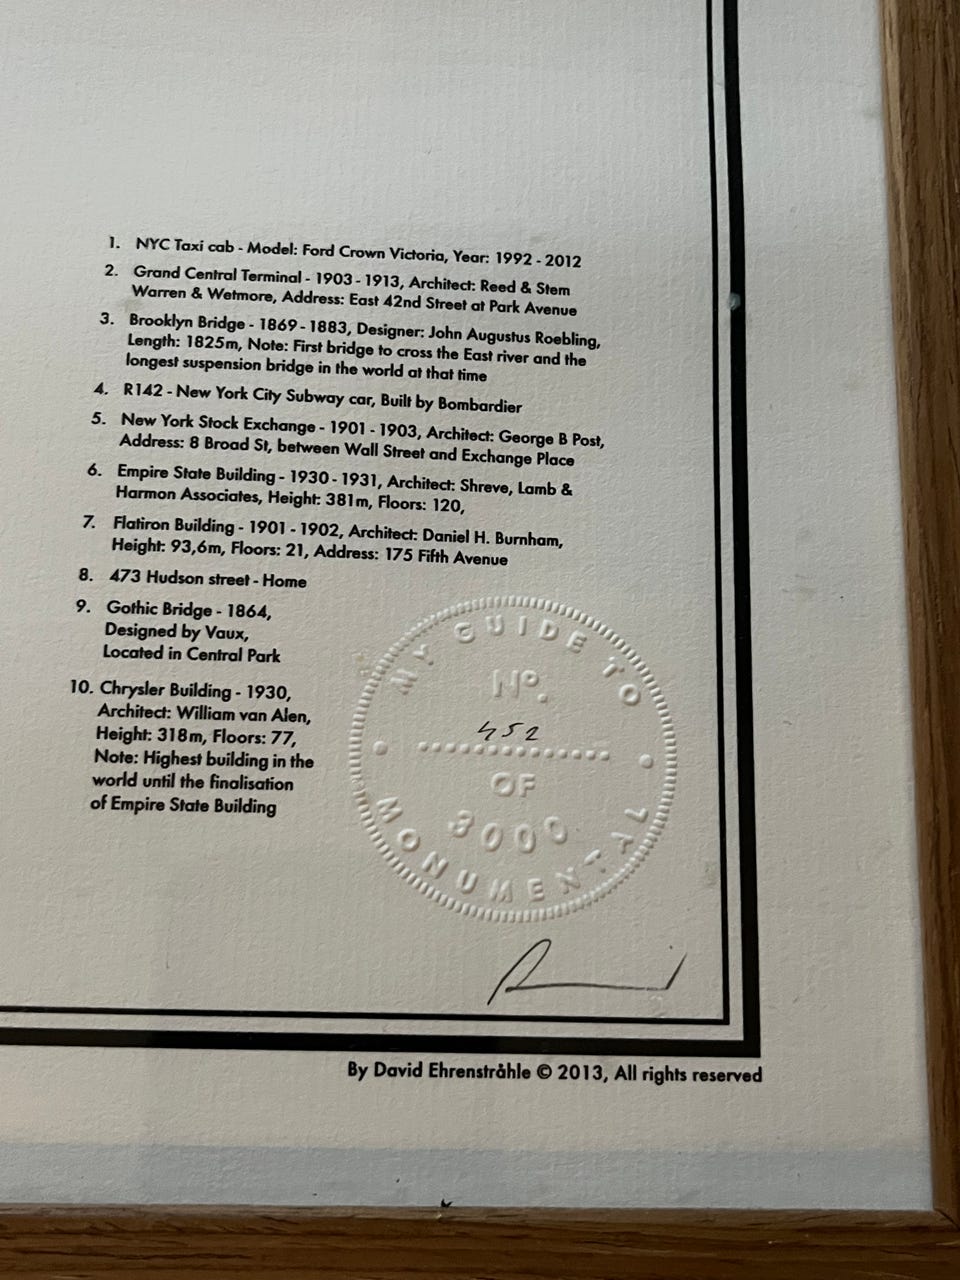 1. NYC Taxi cab - Model: Ford Crown Victoria, Year: 1992 - 2012
2. Grand Central Terminal - 1903 - 1913, Architect: Reed & Stem
Warren & Wetmore, Address: East 42nd Street at Park Avenue
3. Brooklyn Bridge - 1869 - 1883, Designer: John Augustus Roebling,
Length: 1825m, Note: First bridge to cross the East river and the
longest suspension bridge in the world at that time
4. R142 - New York City Subway car, Built by Bombardier
5. New York Stock Exchange - 1901 - 1903, Architect: George B Post,
Address: 8 Broad St, between Wall Street and Exchange Place
6. Empire State Building - 1930 - 1931, Architect: Shreve, Lamb &
Harmon Associates, Height: 381m, Floors: 120,
7. Flatiron Building - 1901 - 1902, Architect: Daniel H. Burnham,
Height: 93,6m, Floors: 21, Address: 175 Fifth Avenue
8. 473 Hudson street - Home
9. Gothic Bridge - 1864,
Designed by Vaux,
Located in Central Park
10. Chrysler Building - 1930,
Architect: William van Alen,
Height: 318m, Floors: 77,
Note: Highest building in the
world until the finalisation
of Empire State Building
MY GUIDE TO
Nº.
452
OF
3000
MONUMENTAL
By David Ehrenstråhle © 2013, All rights reserved